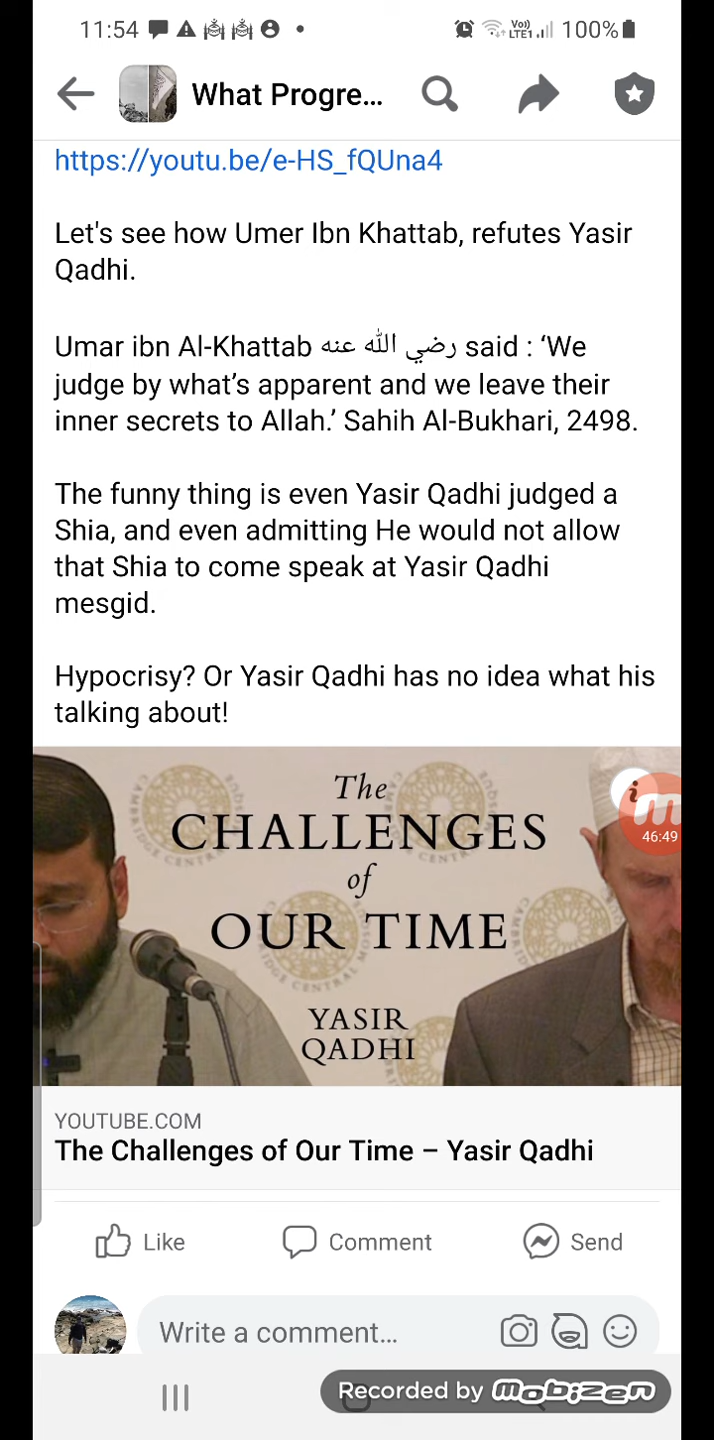 11:54
Vo))
LTE1
100%
What Progre...
https://youtu.be/e-HS_fQUna4
Let's see how Umer Ibn Khattab, refutes Yasir
Qadhi.
Umar ibn Al-Khattab رضي الله عنه said : ‘We
judge by what’s apparent and we leave their
inner secrets to Allah.’ Sahih Al-Bukhari, 2498.
The funny thing is even Yasir Qadhi judged a
Shia, and even admitting He would not allow
that Shia to come speak at Yasir Qadhi
mesgid.
Hypocrisy? Or Yasir Qadhi has no idea what his
talking about!
The
CHALLENGES
of
OUR TIME
YASIR
QADHI
46:49
YOUTUBE.COM
The Challenges of Our Time – Yasir Qadhi
Like
Comment
Send
Write a comment...
Recorded by mobizen